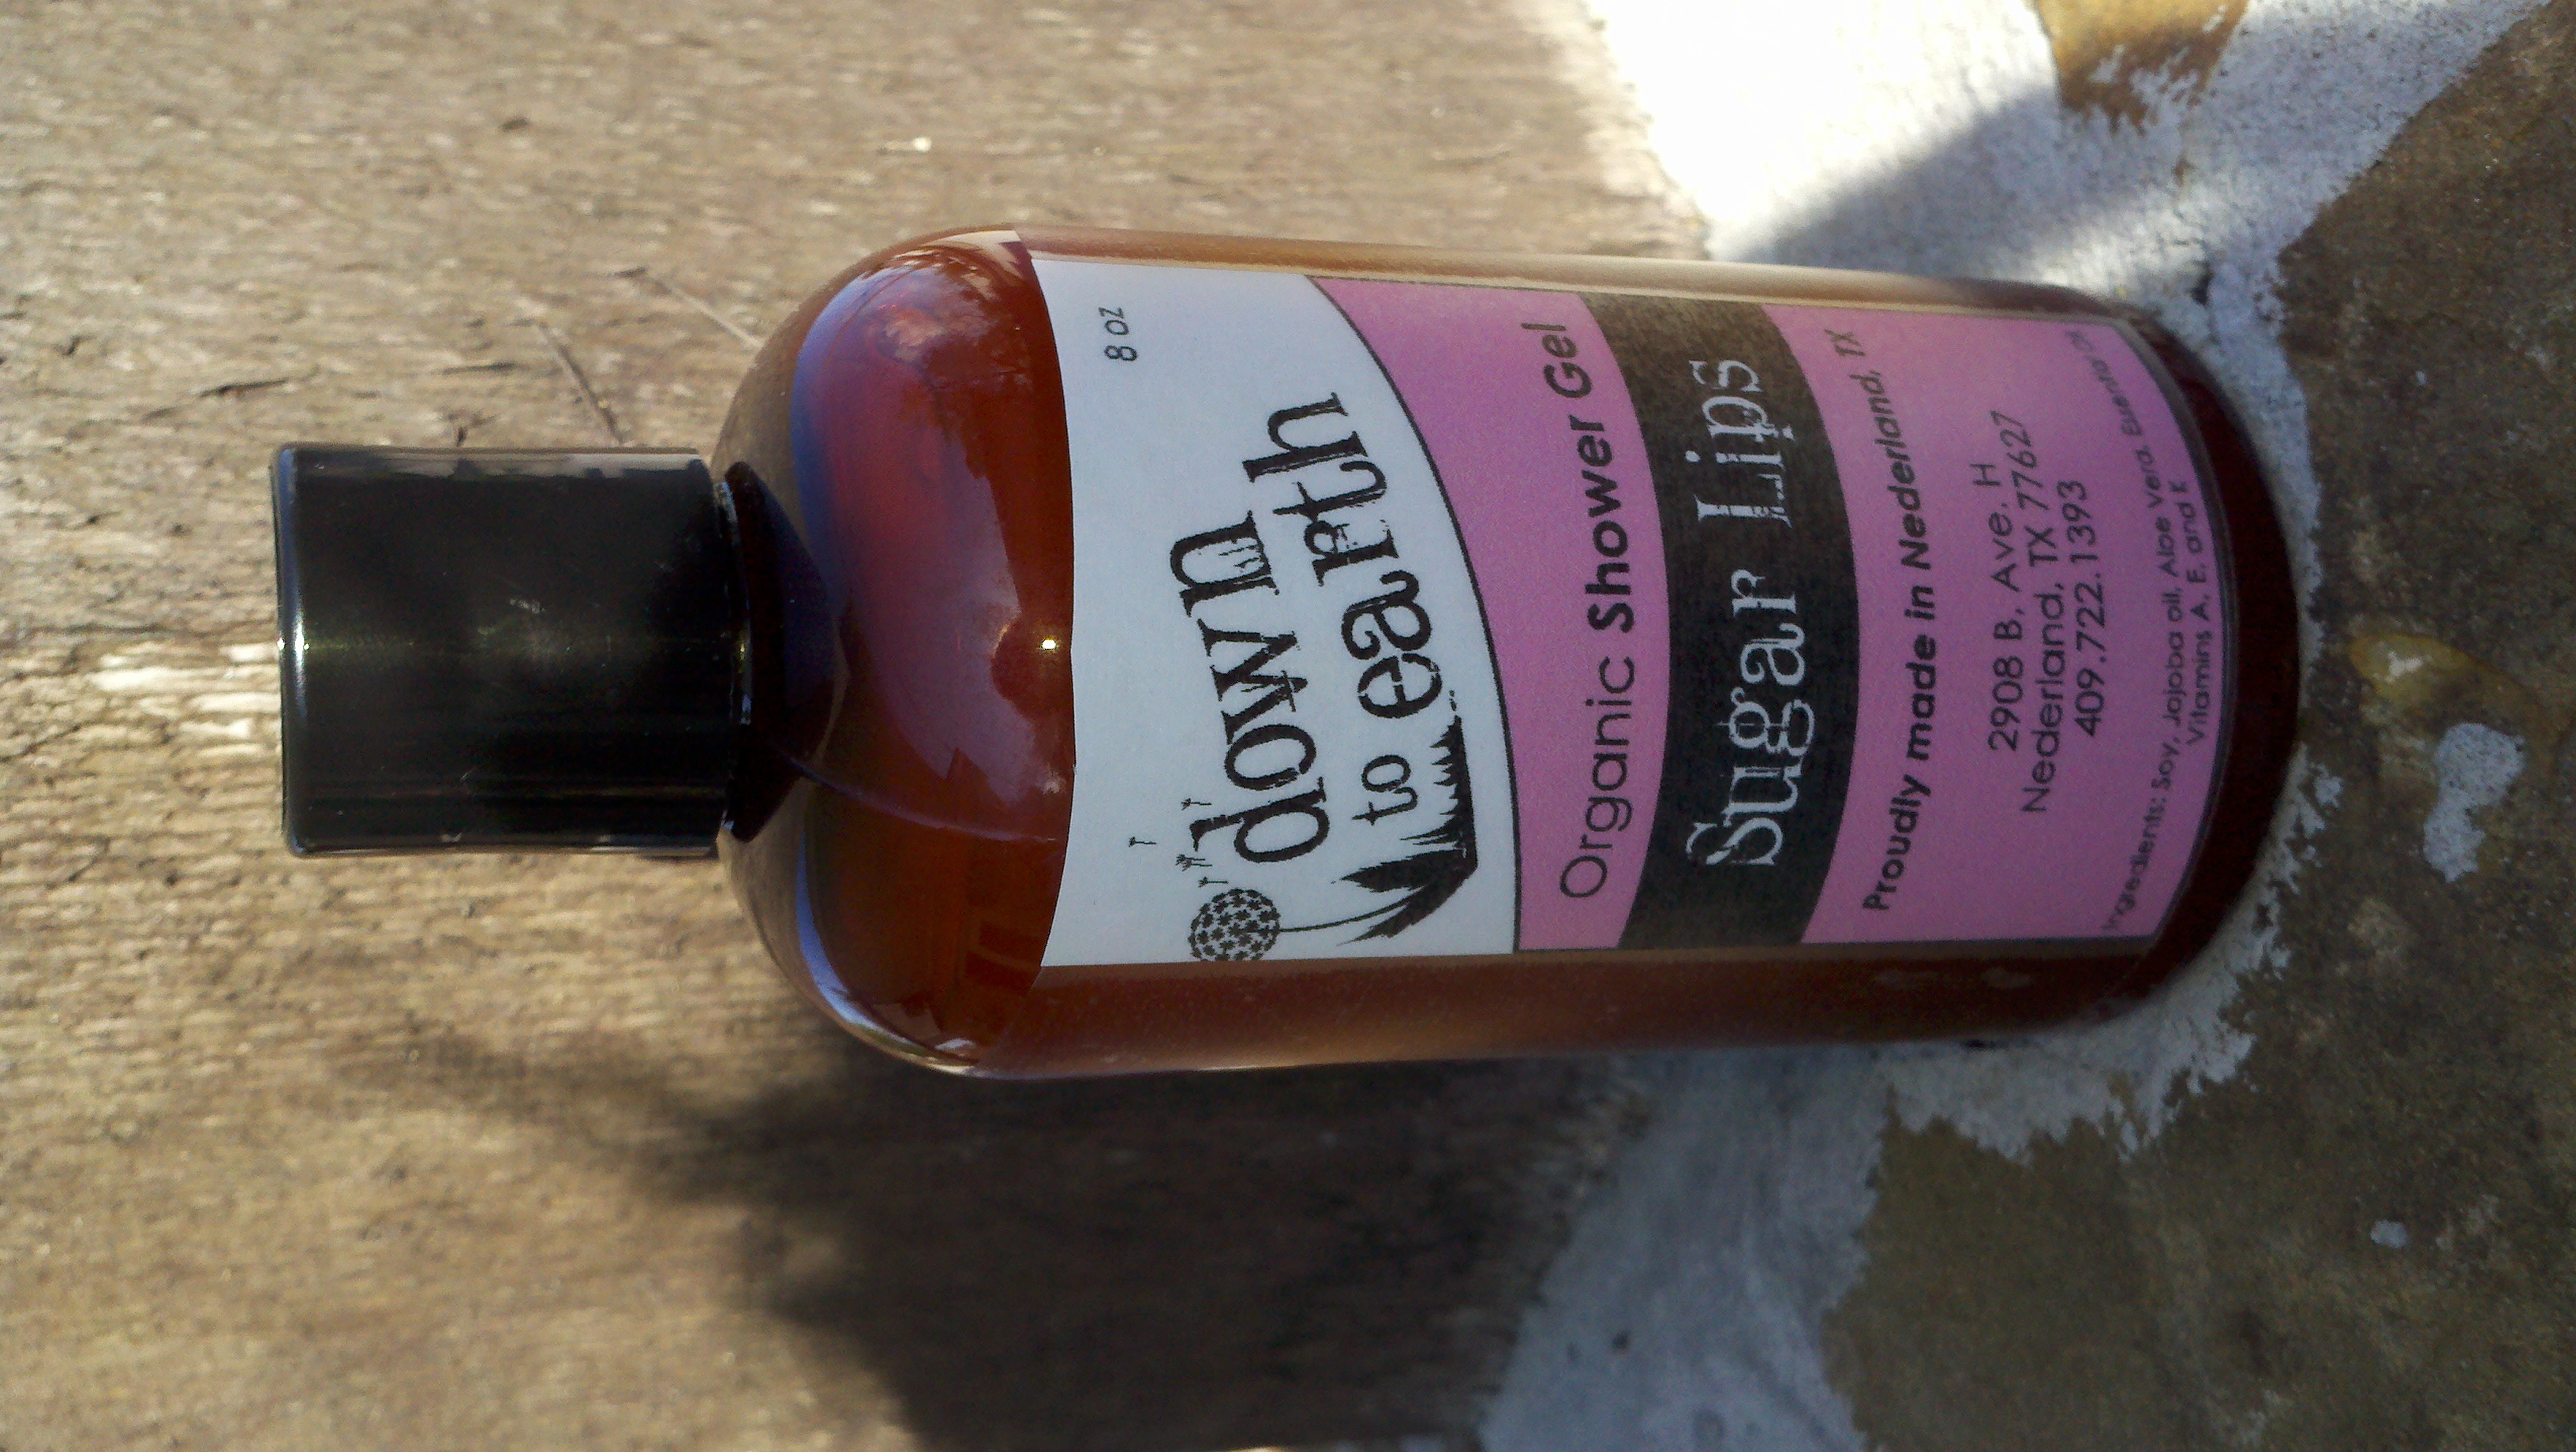 8 oz
down
to earth
Organic Shower Gel
Sugar Lips
Proudly made in Nederland, TX
2908 B, Ave. H
Nederland, TX 77627
409.722.1393
Ingredients: Soy, Jojoba oil, Aloe Vera, Essential Oil
Vitamins A, E, and K